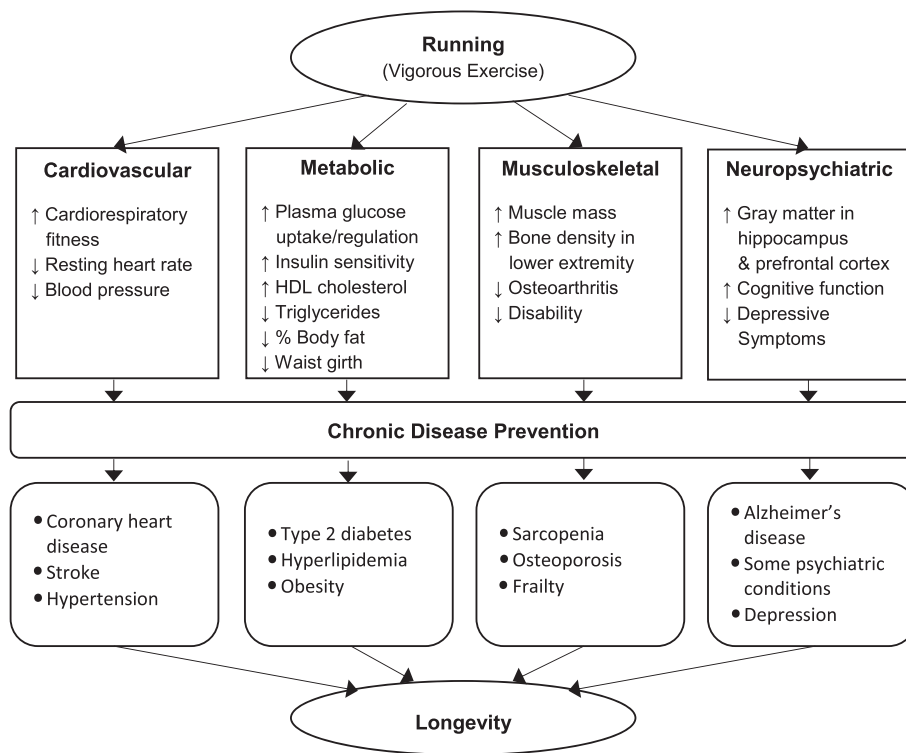 Running
(Vigorous Exercise)
Cardiovascular
↑ Cardiorespiratory
fitness
↓ Resting heart rate
↓ Blood pressure
Metabolic
↑ Plasma glucose
uptake/regulation
↑ Insulin sensitivity
↑ HDL cholesterol
↓ Triglycerides
↓ % Body fat
↓ Waist girth
Musculoskeletal
↑ Muscle mass
↑ Bone density in
lower extremity
↓ Osteoarthritis
↓ Disability
Neuropsychiatric
↑ Gray matter in
hippocampus
& prefrontal cortex
↑ Cognitive function
↓ Depressive
Symptoms
Chronic Disease Prevention
• Coronary heart
disease
• Stroke
• Hypertension
• Type 2 diabetes
• Hyperlipidemia
• Obesity
• Sarcopenia
• Osteoporosis
• Frailty
• Alzheimer’s
disease
• Some psychiatric
conditions
• Depression
Longevity